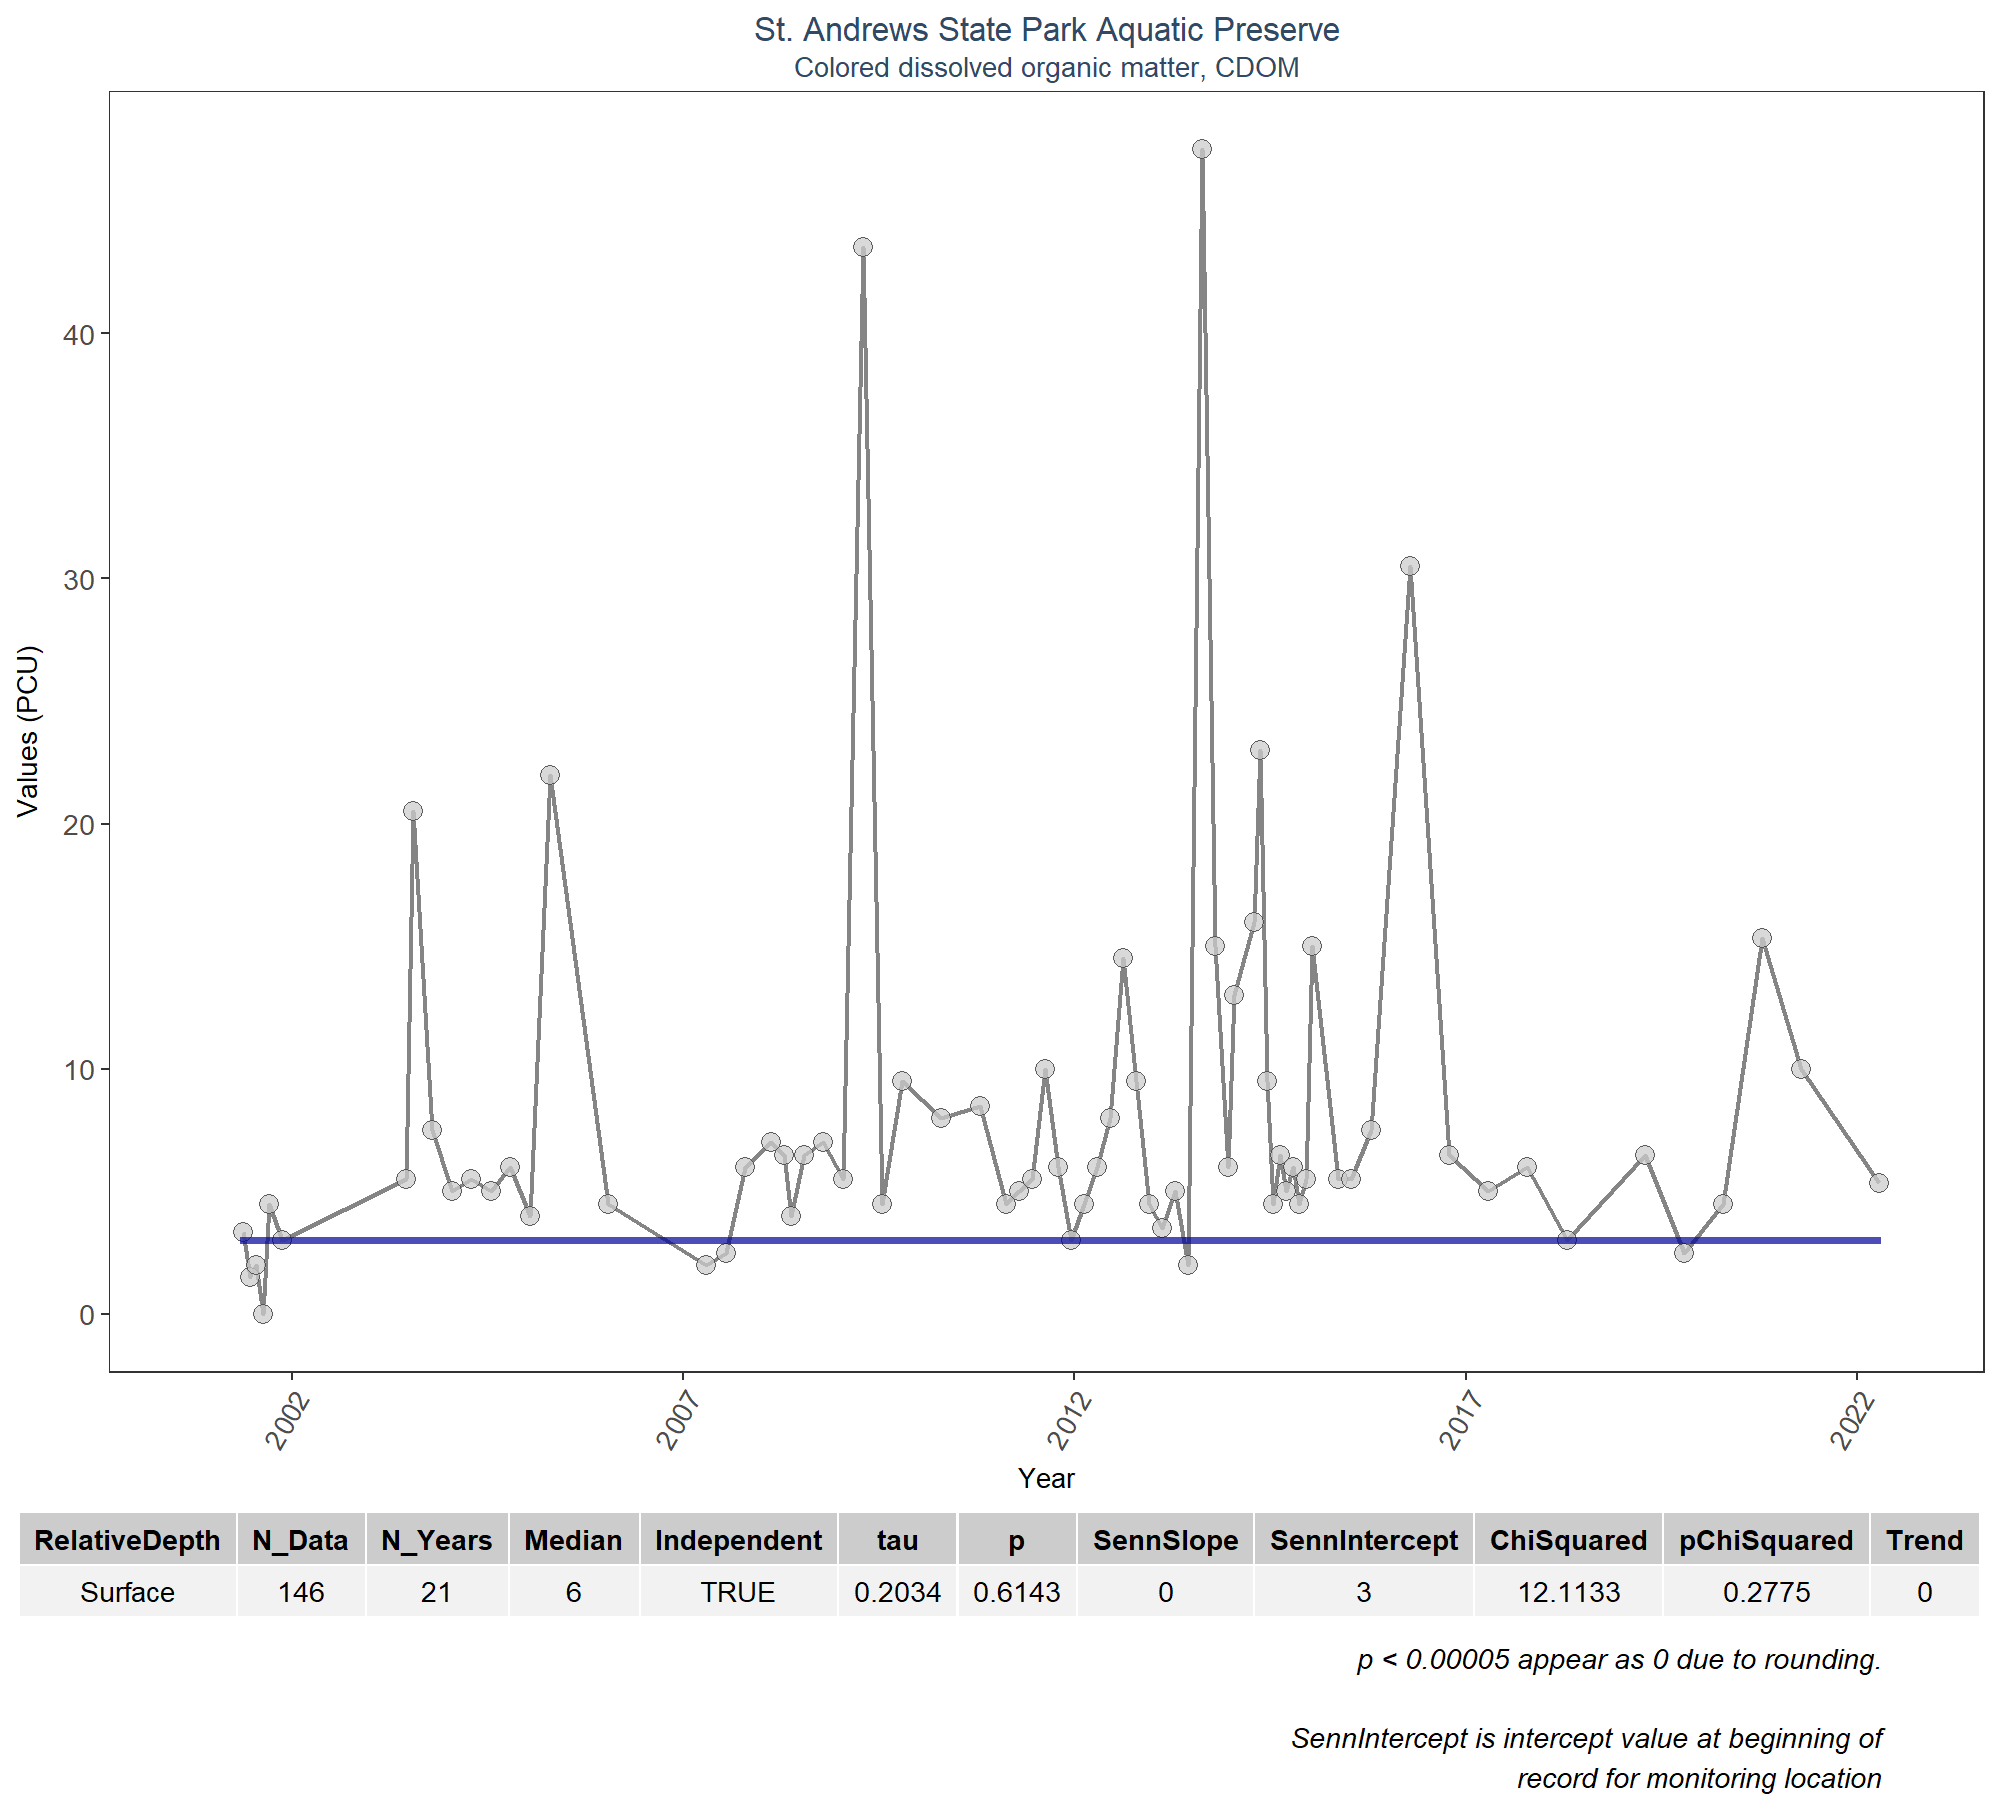 St. Andrews State Park Aquatic Preserve
Colored dissolved organic matter, CDOM
Values (PCU)
40
30
20
10
0
2002 2007 2012 2017 2022
Year
RelativeDepth N_Data N_Years Median Independent tau p SennSlope SennIntercept ChiSquared pChiSquared Trend
Surface 146 21 6 TRUE 0.2034 0.6143 0 3 12.1133 0.2775 0
p < 0.00005 appear as 0 due to rounding.
SennIntercept is intercept value at beginning of
record for monitoring location